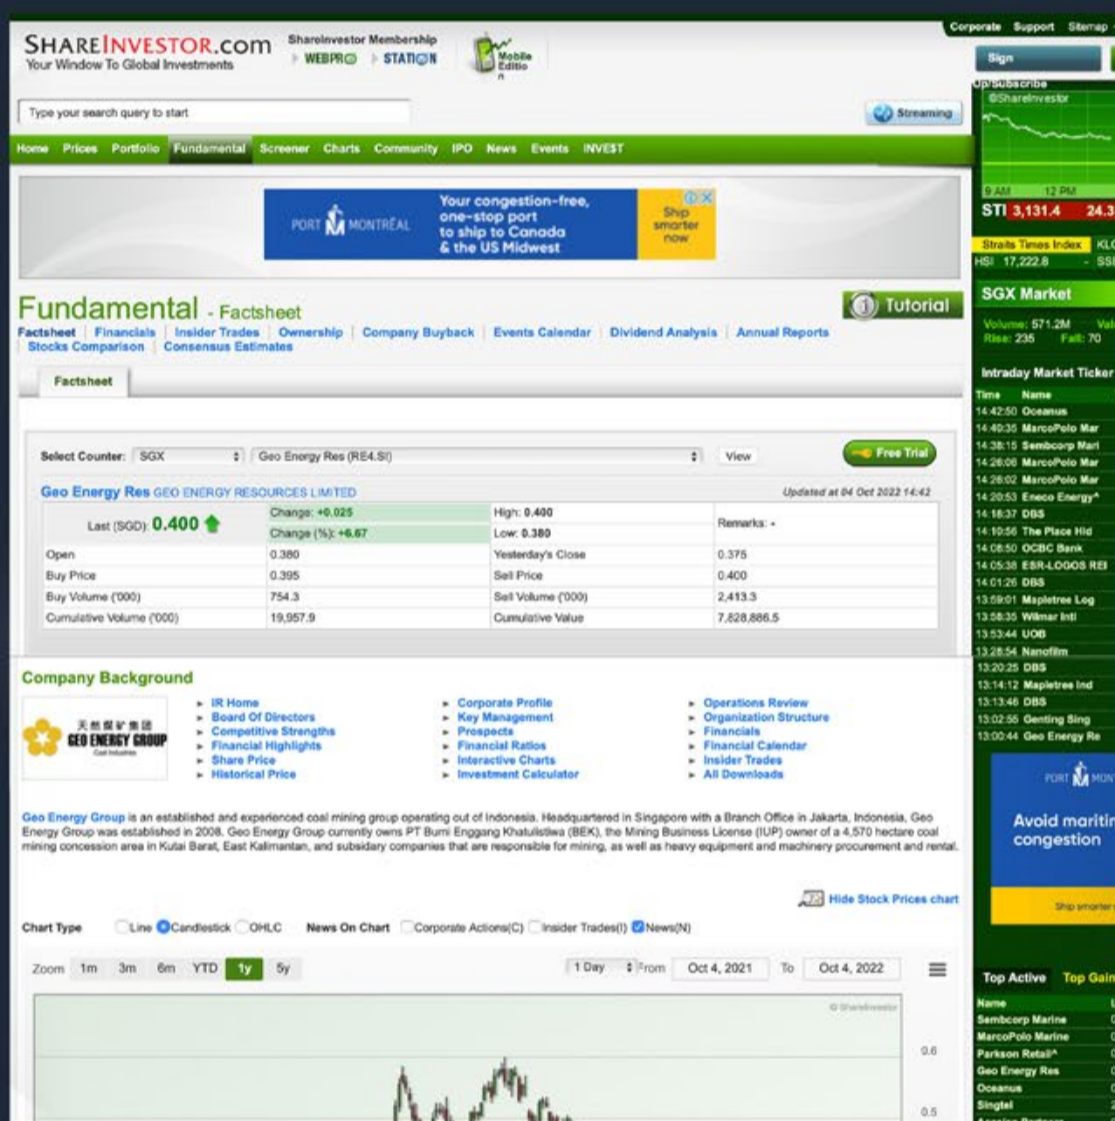 Corporate Support Sitemap
SHAREINVESTOR.com
Your Window To Global Investments
ShareInvestor Membership
WEBPRO STATION
Mobile
Editio
n
Sign
Up/Subscribe
Type your search query to start
Streaming
©ShareInvestor
9 AM 12 PM
Home Prices Portfolio Fundamental Screener Charts Community IPO News Events INVEST
PORT MONTRÉAL
Your congestion-free,
one-stop port
to ship to Canada
& the US Midwest
Ship
smarter
now
STI 3,131.4 24.3
Straits Times Index KLC
HSI 17,222.8 - SSE
Fundamental - Factsheet
Tutorial
Factsheet Financials Insider Trades Ownership Company Buyback Events Calendar Dividend Analysis Annual Reports
Stocks Comparison Consensus Estimates
Factsheet
SGX Market
Volume: 571.2M Val
Rise: 235 Fall: 70
Select Counter: SGX Geo Energy Res (RE4.SI) View Free Trial
Geo Energy Res GEO ENERGY RESOURCES LIMITED Updated at 04 Oct 2022 14:42
Last (SGD): 0.400 Change: +0.025 High: 0.400 Remarks: -
Change (%): +6.67 Low: 0.380
Open 0.380 Yesterday's Close 0.375
Buy Price 0.395 Sell Price 0.400
Buy Volume ('000) 754.3 Sell Volume ('000) 2,413.3
Cumulative Volume ('000) 19,957.9 Cumulative Value 7,828,886.5
Intraday Market Ticker
Time Name
14:42:50 Oceanus
14:40:35 MarcoPolo Mar
14:38:15 Sembcorp Mari
14:26:06 MarcoPolo Mar
14:26:02 MarcoPolo Mar
14:20:53 Eneco Energy^
14:18:37 DBS
14:10:56 The Place Hld
14:08:50 OCBC Bank
14:05:38 ESR-LOGOS REI
14:01:26 DBS
13:59:01 Mapletree Log
13:58:35 Wilmar Intl
13:53:44 UOB
13:28:54 Nanofilm
13:20:25 DBS
13:14:12 Mapletree Ind
13:13:46 DBS
13:02:56 Genting Sing
13:00:44 Geo Energy Re
Company Background
天然煤矿集团
GEO ENERGY GROUP
Coal Industries
IR Home Corporate Profile Operations Review
Board Of Directors Key Management Organization Structure
Competitive Strengths Prospects Financials
Financial Highlights Financial Ratios Financial Calendar
Share Price Interactive Charts Insider Trades
Historical Price Investment Calculator All Downloads
Geo Energy Group is an established and experienced coal mining group operating out of Indonesia. Headquartered in Singapore with a Branch Office in Jakarta, Indonesia, Geo
Energy Group was established in 2008. Geo Energy Group currently owns PT Bumi Enggang Khatulistiwa (BEK), the Mining Business License (IUP) owner of a 4,570 hectare coal
mining concession area in Kutai Barat, East Kalimantan, and subsidary companies that are responsible for mining, as well as heavy equipment and machinery procurement and rental.
PORT MON
Avoid maritim
congestion
Ship smarter
Hide Stock Prices chart
Chart Type Line Candlestick OHLC News On Chart Corporate Actions(C) Insider Trades(I) News(N)
Zoom 1m 3m 6m YTD 1y 5y 1 Day From Oct 4, 2021 To Oct 4, 2022
© ShareInvestor
0.6
0.5
Top Active Top Gain
Name
Sembcorp Marine
MarcoPolo Marine
Parkson Retail^
Geo Energy Res
Oceanus
Singtel